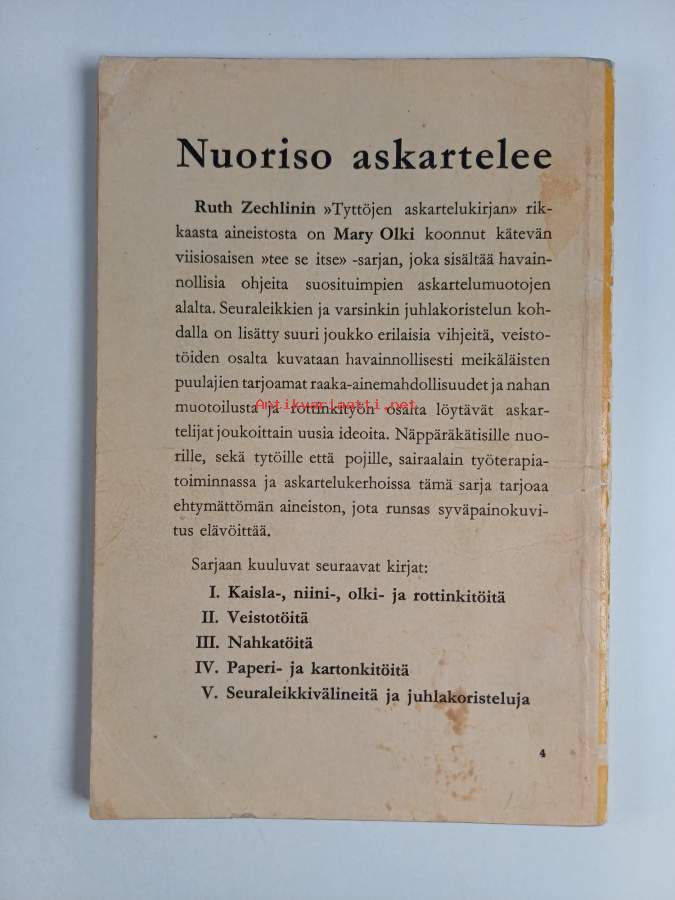 Nuoriso askartelee
Ruth Zechlinin »Tyttöjen askartelukirjan» rik-
kaasta aineistosta on Mary Olki koonnut kätevän
viisiosaisen »tee se itse» -sarjan, joka sisältää havain-
nollisia ohjeita suosituimpien askartelumuotojen
alalta. Seuraleikkien ja varsinkin juhlakoristelun koh-
dalla on lisätty suuri joukko erilaisia vihjeitä, veisto-
töiden osalta kuvataan havainnollisesti meikäläisten
puulajien tarjoamat raaka-ainemahdollisuudet ja nahan
muotoilusta ja rottinkityön osalta löytävät askar-
Antikvariaatti.net
telijat joukoittain uusia ideoita. Näppäräkätisille nuo-
rille, sekä tytöille että pojille, sairaalain työterapia-
toiminnassa ja askartelukerhoissa tämä sarja tarjoaa
ehtymättömän aineiston, jota runsas syväpainokuvi-
tus elävöittää.
Sarjaan kuuluvat seuraavat kirjat:
I. Kaisla-, niini-, olki- ja rottinkitöitä
II. Veistotöitä
III. Nahkatöitä
IV. Paperi- ja kartonkitöitä
V. Seuraleikkivälineitä ja juhlakoristeluja
4